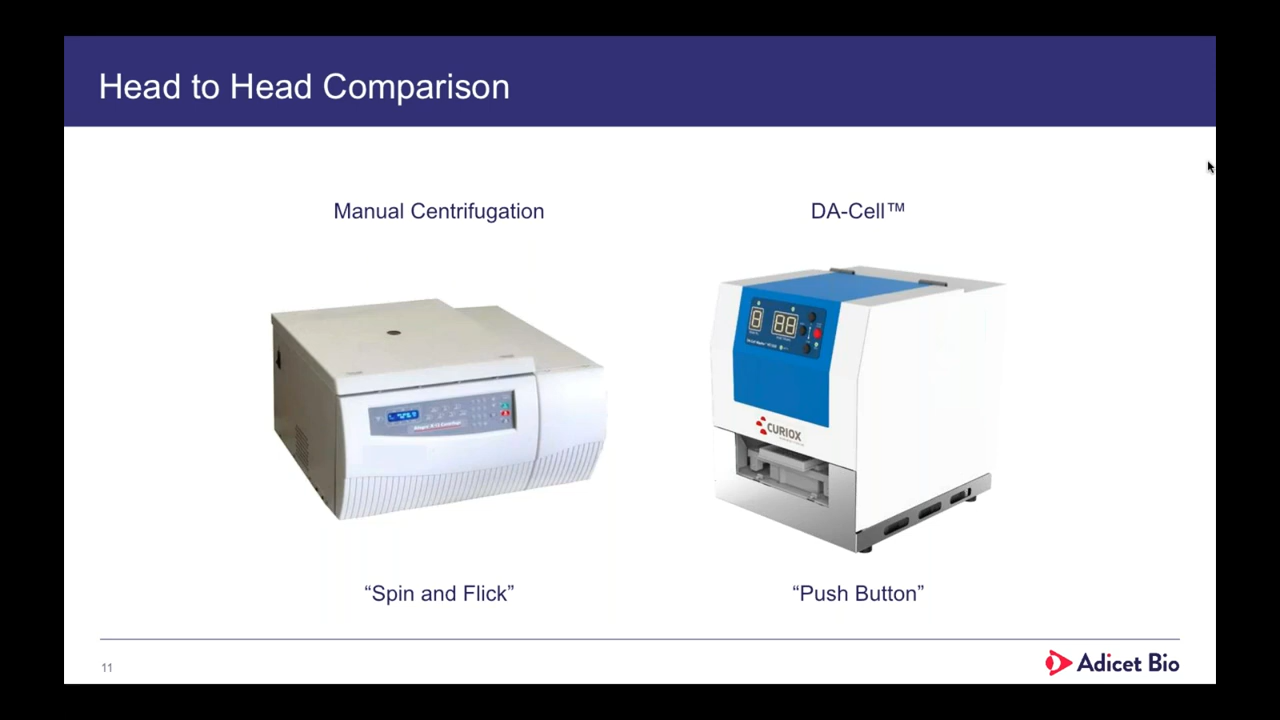 Head to Head Comparison
Manual Centrifugation
DA-Cell™
CURIOX
“Spin and Flick”
“Push Button”
11
Adicet Bio